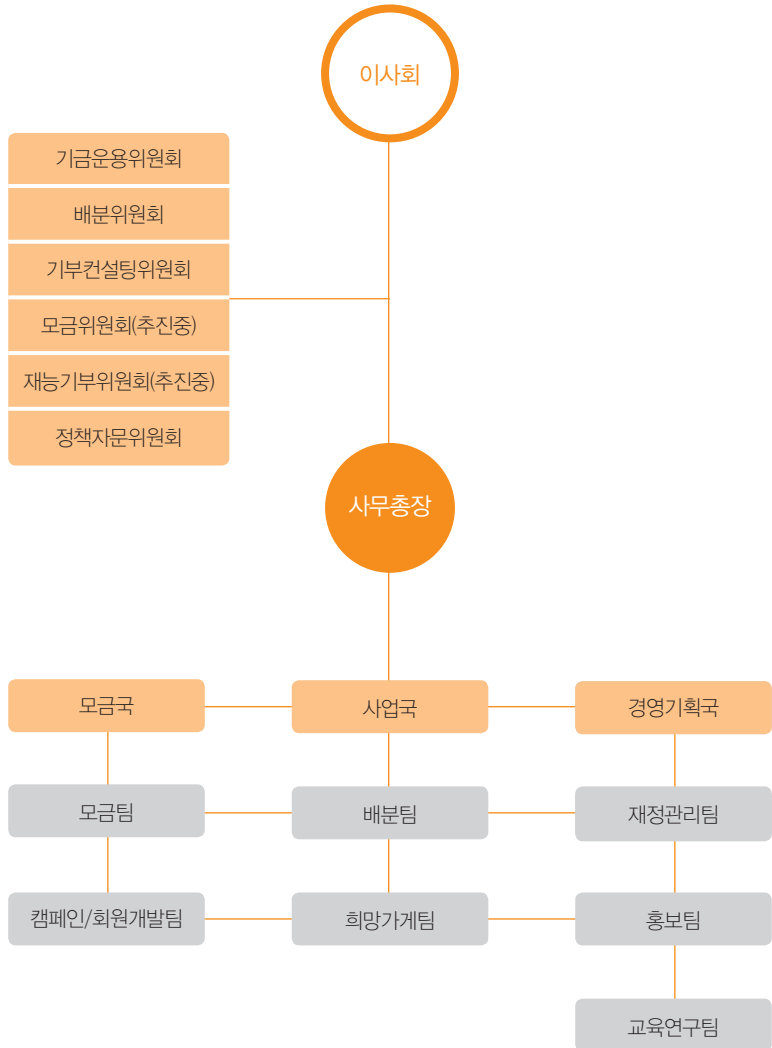 이사회
기금운용위원회
배분위원회
기부컨설팅위원회
모금위원회(추진중)
재능기부위원회(추진중)
정책자문위원회
사무총장
모금국
사업국
경영기획국
모금팀
배분팀
재정관리팀
캠페인/회원개발팀
희망가게팀
홍보팀
교육연구팀